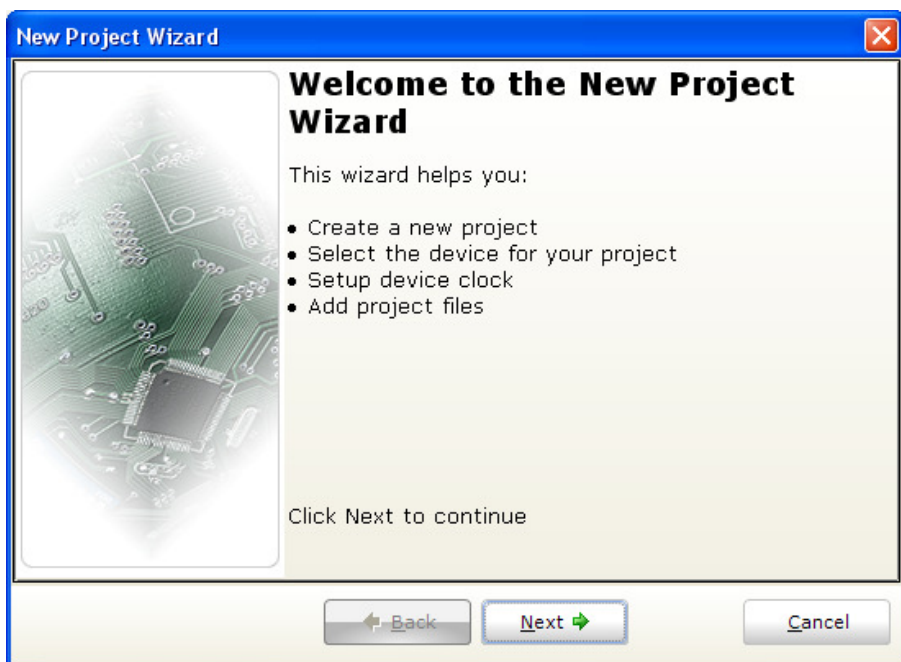 New Project Wizard
Welcome to the New Project
Wizard
This wizard helps you:
• Create a new project
• Select the device for your project
• Setup device clock
• Add project files
Click Next to continue
Back Next Cancel